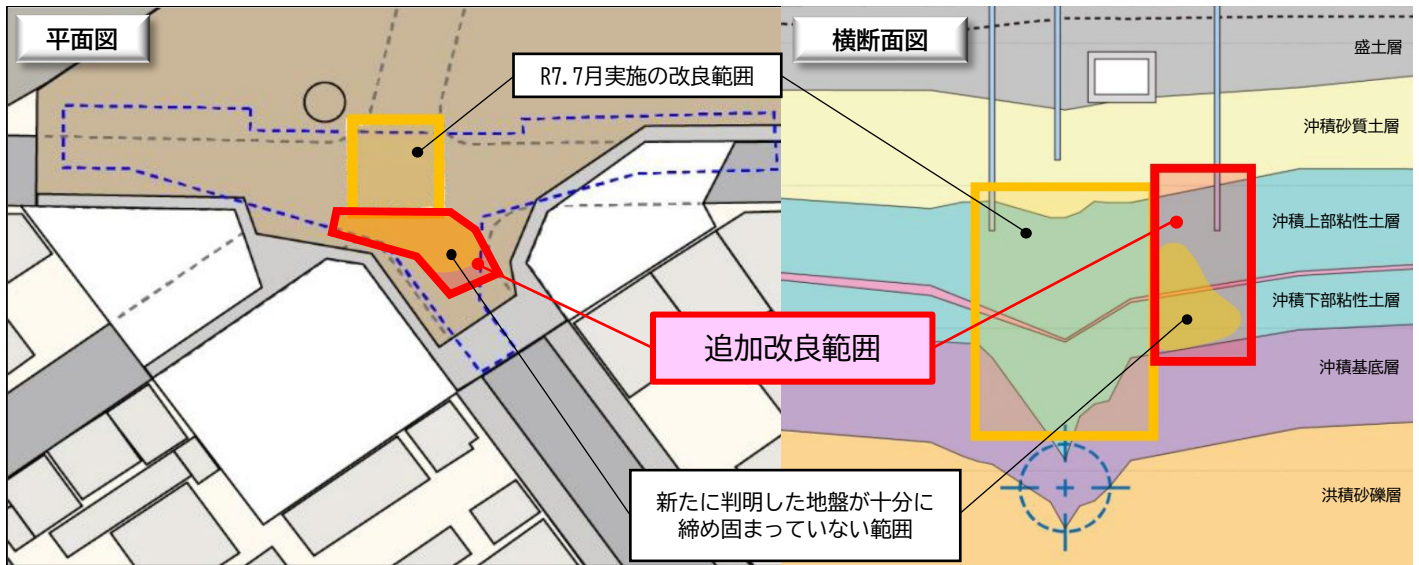 平面図
横断面図
R7.7月実施の改良範囲
盛土層
沖積砂質土層
沖積上部粘性土層
沖積下部粘性土層
追加改良範囲
沖積基底層
新たに判明した地盤が十分に
締め固まっていない範囲
洪積砂礫層